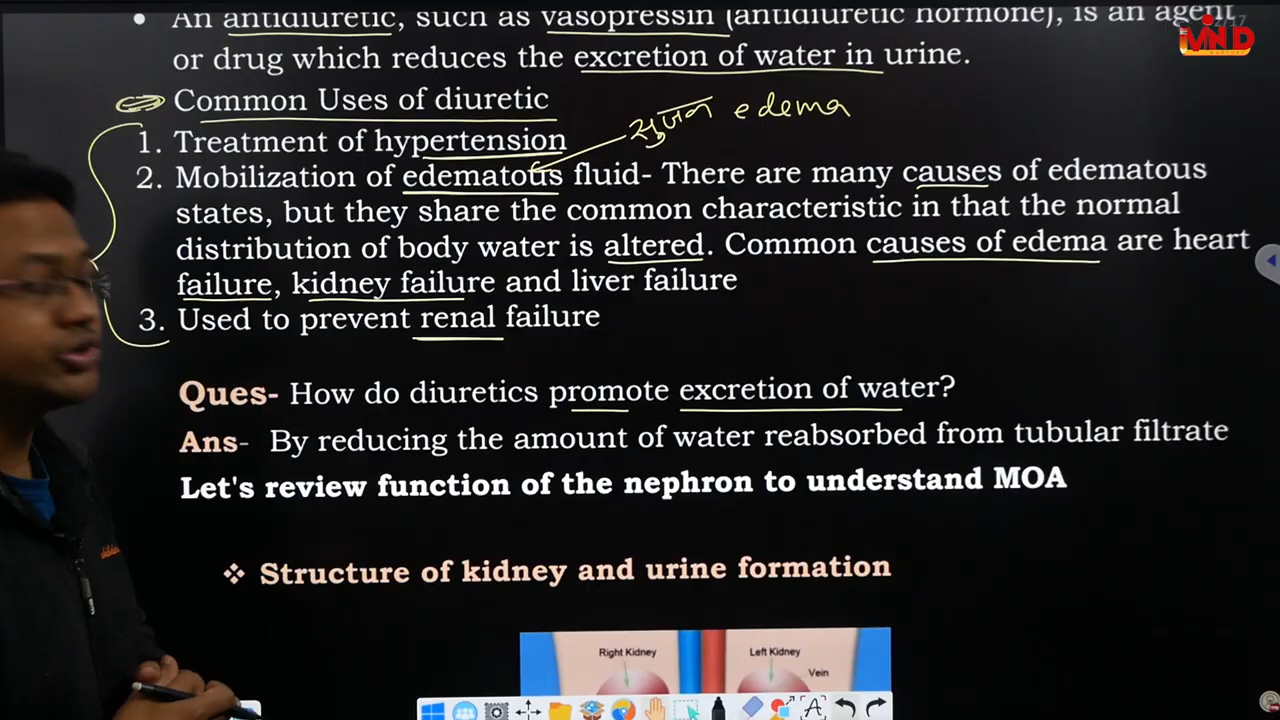 An antidiuretic, such as vasopressin (antidiuretic hormone), is an agent
or drug which reduces the excretion of water in urine.
Common Uses of diuretic
सुजन edema
1. Treatment of hypertension
2. Mobilization of edematous fluid- There are many causes of edematous
states, but they share the common characteristic in that the normal
distribution of body water is altered. Common causes of edema are heart
failure, kidney failure and liver failure
3. Used to prevent renal failure
Ques- How do diuretics promote excretion of water?
Ans- By reducing the amount of water reabsorbed from tubular filtrate
Let's review function of the nephron to understand MOA
❖ Structure of kidney and urine formation
Right Kidney
Left Kidney
Vein